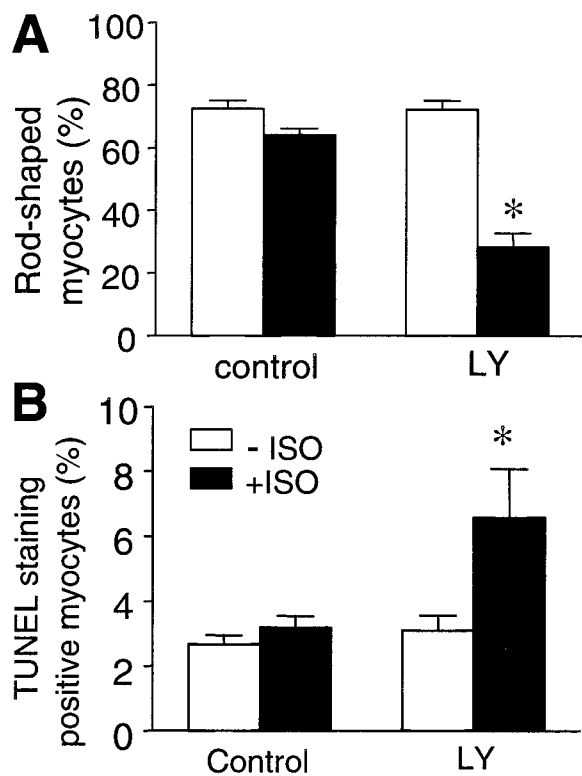 A
Rod-shaped
myocytes (%)
100
80
60
40
20
0
*
control
LY
B
TUNEL staining
positive myocytes (%)
10
8
6
4
2
0
- ISO
+ISO
*
Control
LY